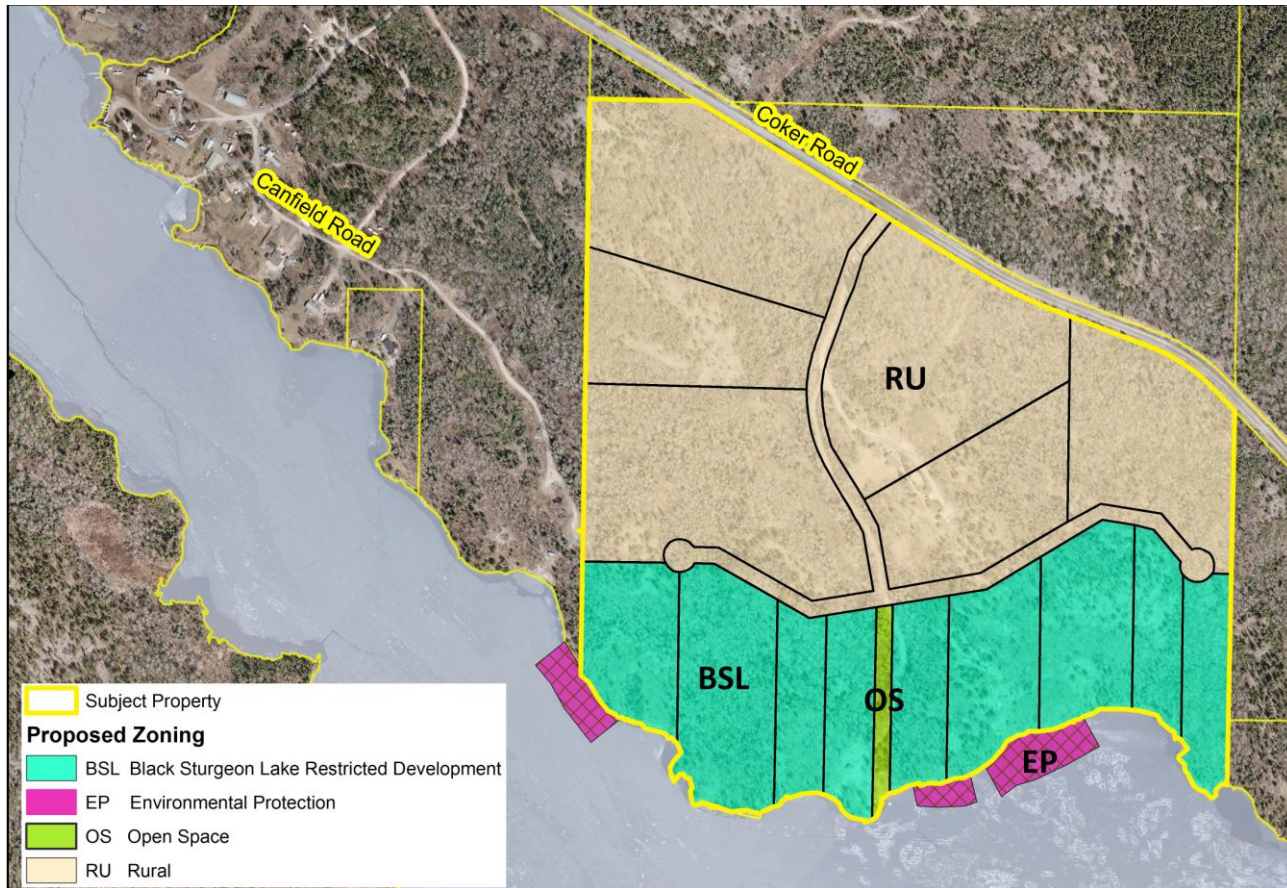 Coker Road
Canfield Road
RU
BSL
OS
EP
Subject Property
Proposed Zoning
BSL Black Sturgeon Lake Restricted Development
EP Environmental Protection
OS Open Space
RU Rural